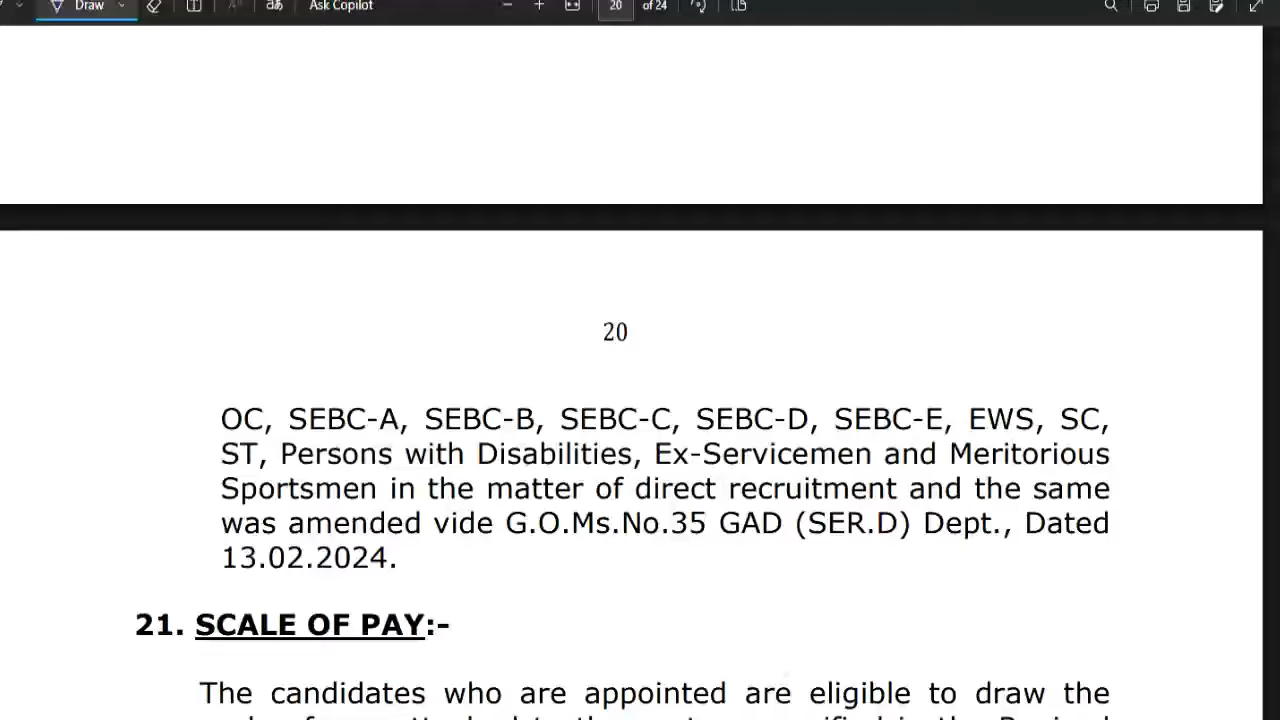 Draw
Ask Copilot
20 of 24
20
OC, SEBC-A, SEBC-B, SEBC-C, SEBC-D, SEBC-E, EWS, SC,
ST, Persons with Disabilities, Ex-Servicemen and Meritorious
Sportsmen in the matter of direct recruitment and the same
was amended vide G.O.Ms.No.35 GAD (SER.D) Dept., Dated
13.02.2024.
21. SCALE OF PAY:-
The candidates who are appointed are eligible to draw the